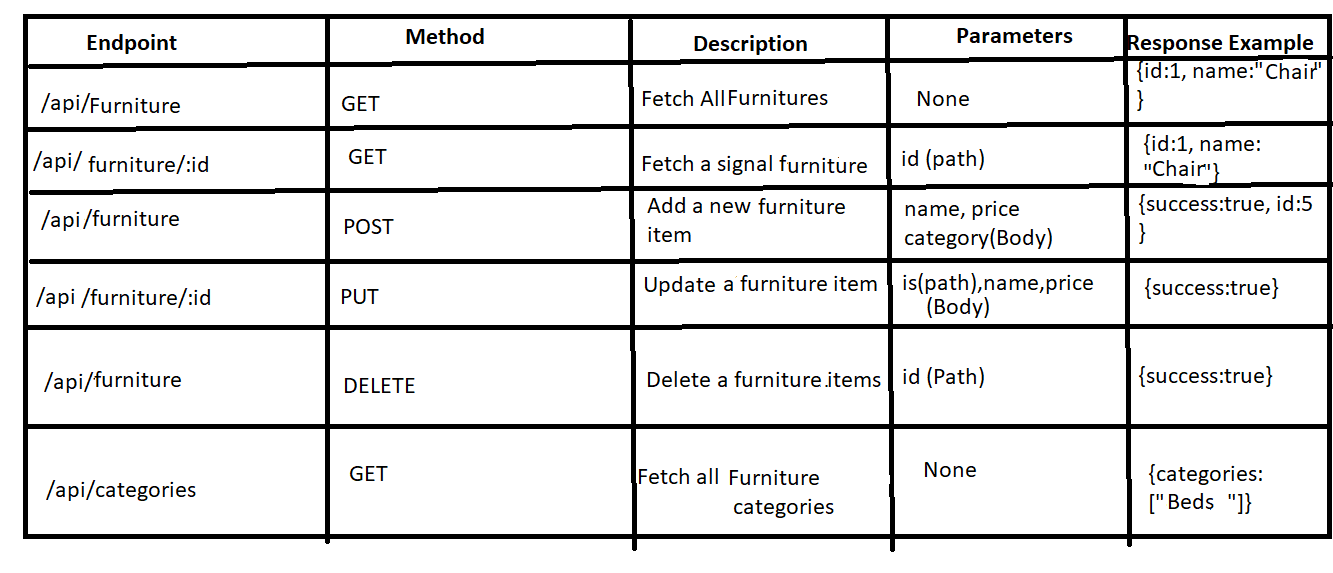 Endpoint Method Description Parameters Response Example
/api/Furniture GET Fetch All Furnitures None {id:1, name:"Chair"
}
/api/ furniture/:id GET Fetch a signal furniture id (path) {id:1, name:
"Chair"}
/api/furniture POST Add a new furniture name, price {success:true, id:5
item category(Body) }
/api /furniture/:id PUT Update a furniture item is(path),name,price {success:true}
(Body)
/api/furniture DELETE Delete a furniture.items id (Path) {success:true}
/api/categories GET Fetch all Furniture None {categories:
categories ["Beds "]}